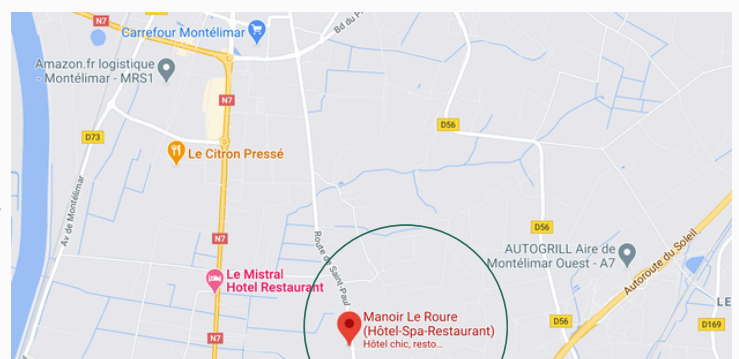 N7
Bd du P
Carrefour Montélimar
Amazon.fr logistique
- Montélimar - MRS1
N7
D56
D73
Le Citron Pressé
Av de Montélimar
D56
N7
Route de Saint-Paul
AUTOGRILL Aire de
Montélimar Ouest - A7
Autoroute du Soleil
Le Mistral
Hotel Restaurant
LE
Manoir Le Roure
(Hôtel-Spa-Restaurant)
Hôtel chic, resto...
D56
D169
N7